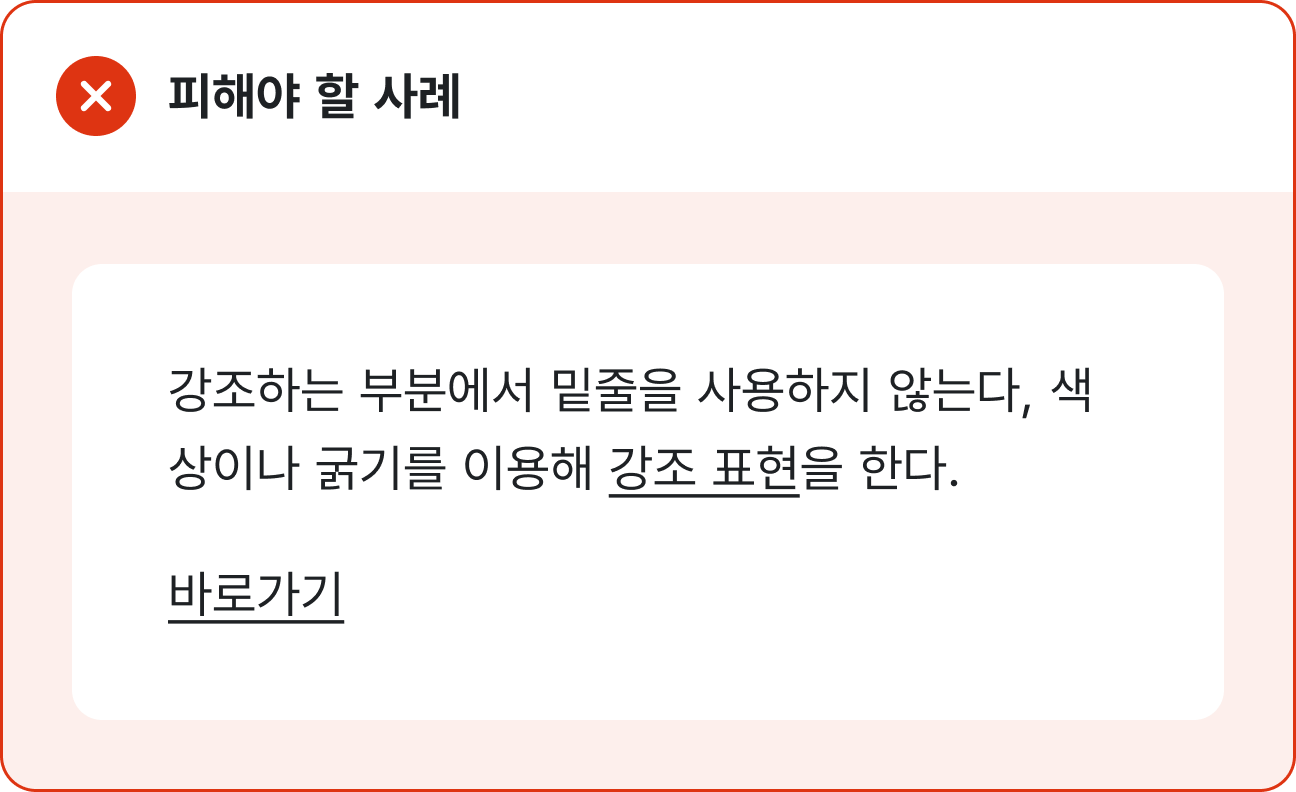 피해야 할 사례
강조하는 부분에서 밑줄을 사용하지 않는다, 색
상이나 굵기를 이용해 강조 표현을 한다.
바로가기